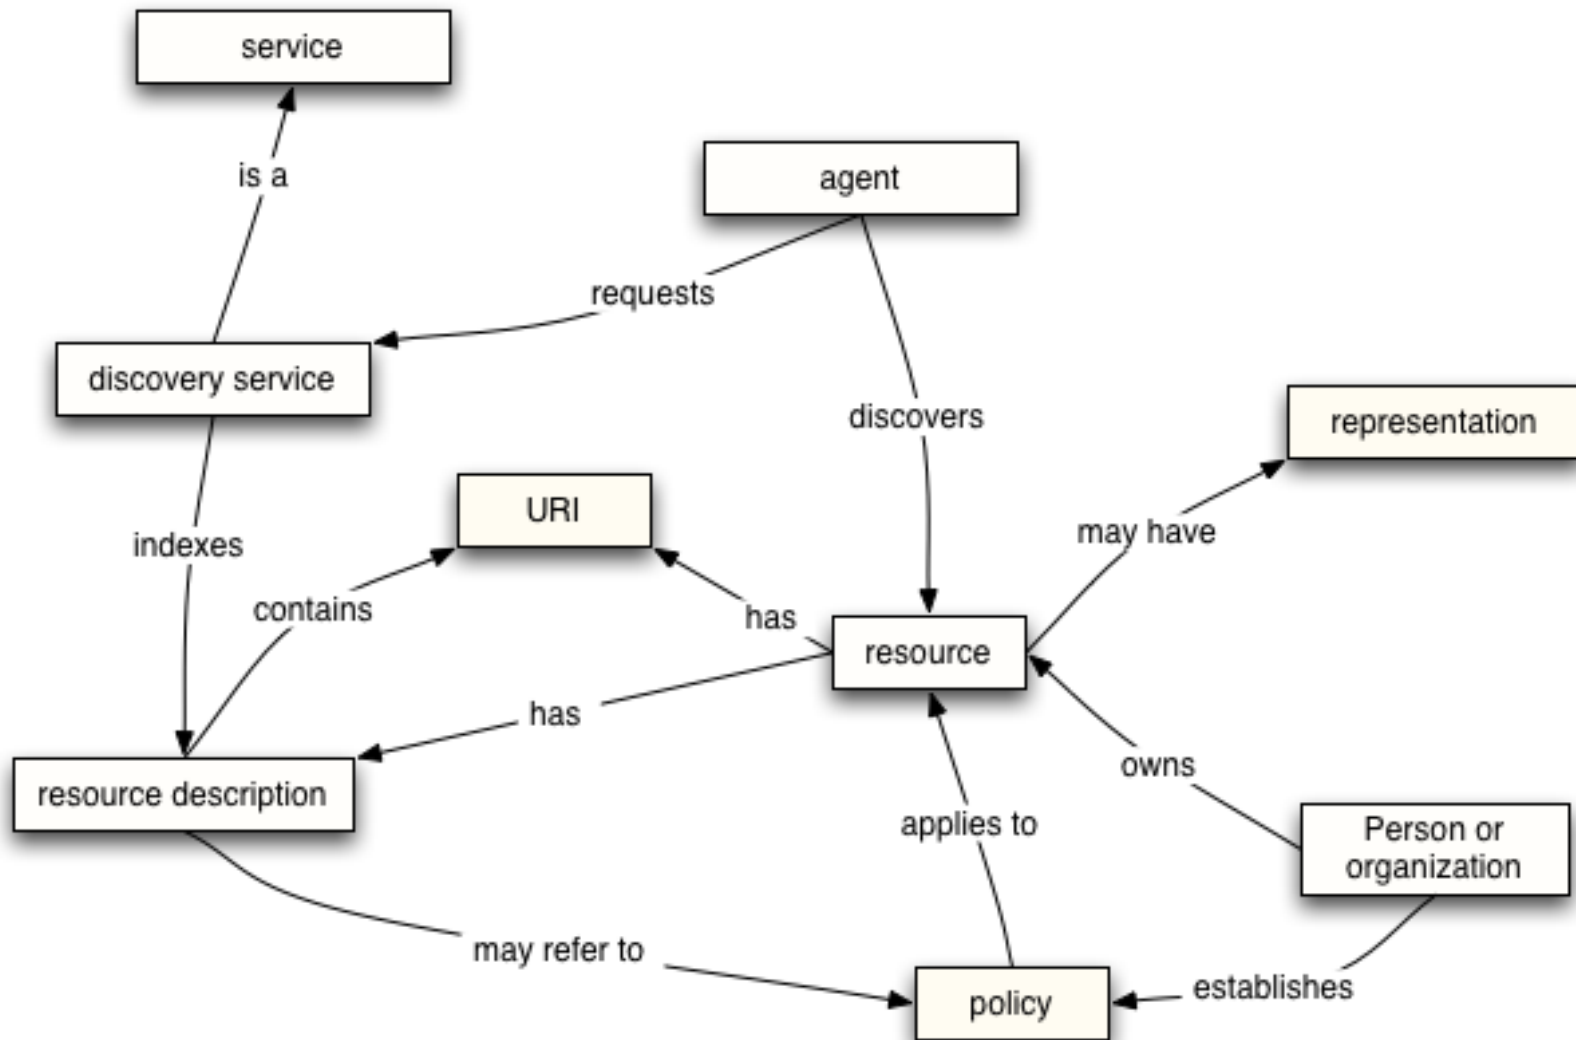 service
is a
agent
requests
discovery service
discovers
representation
URI
may have
indexes
contains
has
resource
has
owns
resource description
applies to
Person or
organization
may refer to
establishes
policy